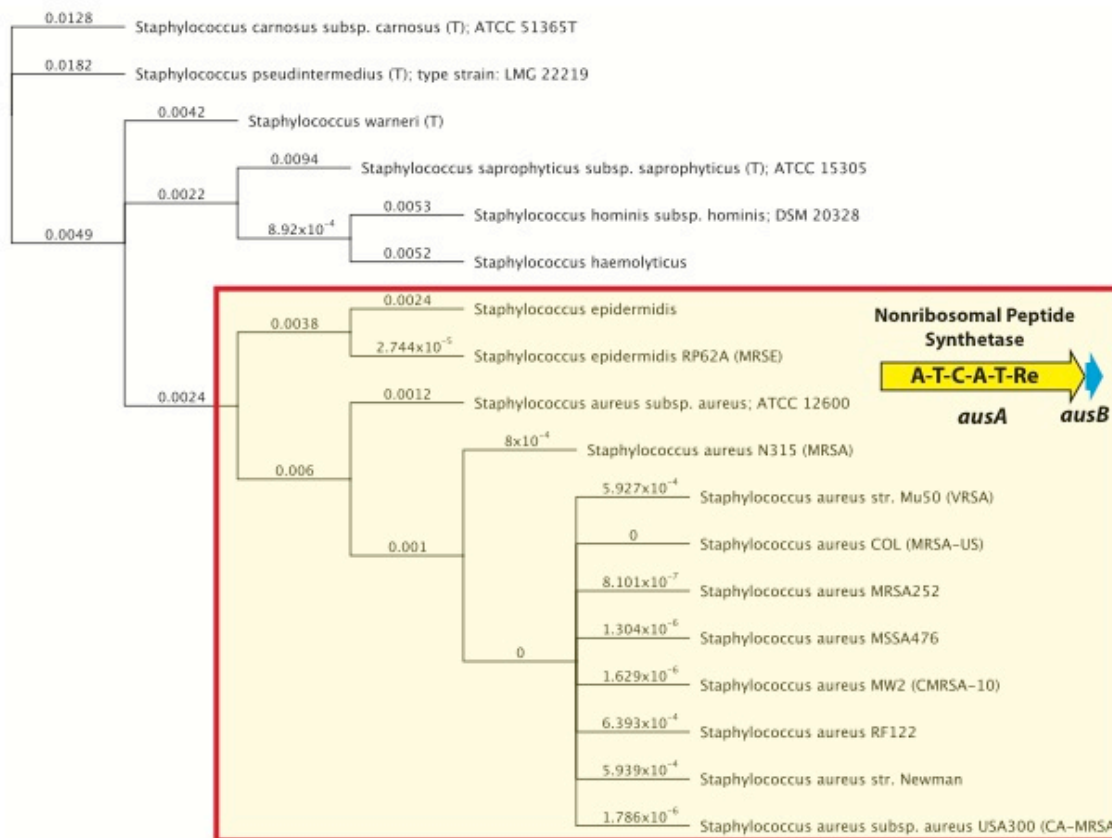 0.0128
Staphylococcus carnosus subsp. carnosus (T); ATCC 51365T
0.0182
Staphylococcus pseudintermedius (T); type strain: LMG 22219
0.0042
Staphylococcus warneri (T)
0.0094
Staphylococcus saprophyticus subsp. saprophyticus (T); ATCC 15305
0.0022
0.0053
Staphylococcus hominis subsp. hominis; DSM 20328
8.92x10⁻⁴
0.0049
0.0052
Staphylococcus haemolyticus
0.0024
Staphylococcus epidermidis
Nonribosomal Peptide
Synthetase
0.0038
2.744x10⁻⁵
Staphylococcus epidermidis RP62A (MRSE)
A-T-C-A-T-Re
0.0024
0.0012
Staphylococcus aureus subsp. aureus; ATCC 12600
ausA ausB
8x10⁻⁴
Staphylococcus aureus N315 (MRSA)
0.006
5.927x10⁻⁴
Staphylococcus aureus str. Mu50 (VRSA)
0
Staphylococcus aureus COL (MRSA-US)
0.001
8.101x10⁻⁷
Staphylococcus aureus MRSA252
1.304x10⁻⁶
Staphylococcus aureus MSSA476
0
1.629x10⁻⁶
Staphylococcus aureus MW2 (CMRSA-10)
6.393x10⁻⁴
Staphylococcus aureus RF122
5.939x10⁻⁴
Staphylococcus aureus str. Newman
1.786x10⁻⁶
Staphylococcus aureus subsp. aureus USA300 (CA-MRSA